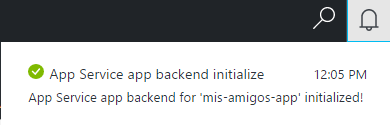 App Service app backend initialize 12:05 PM
App Service app backend for 'mis-amigos-app' initialized!